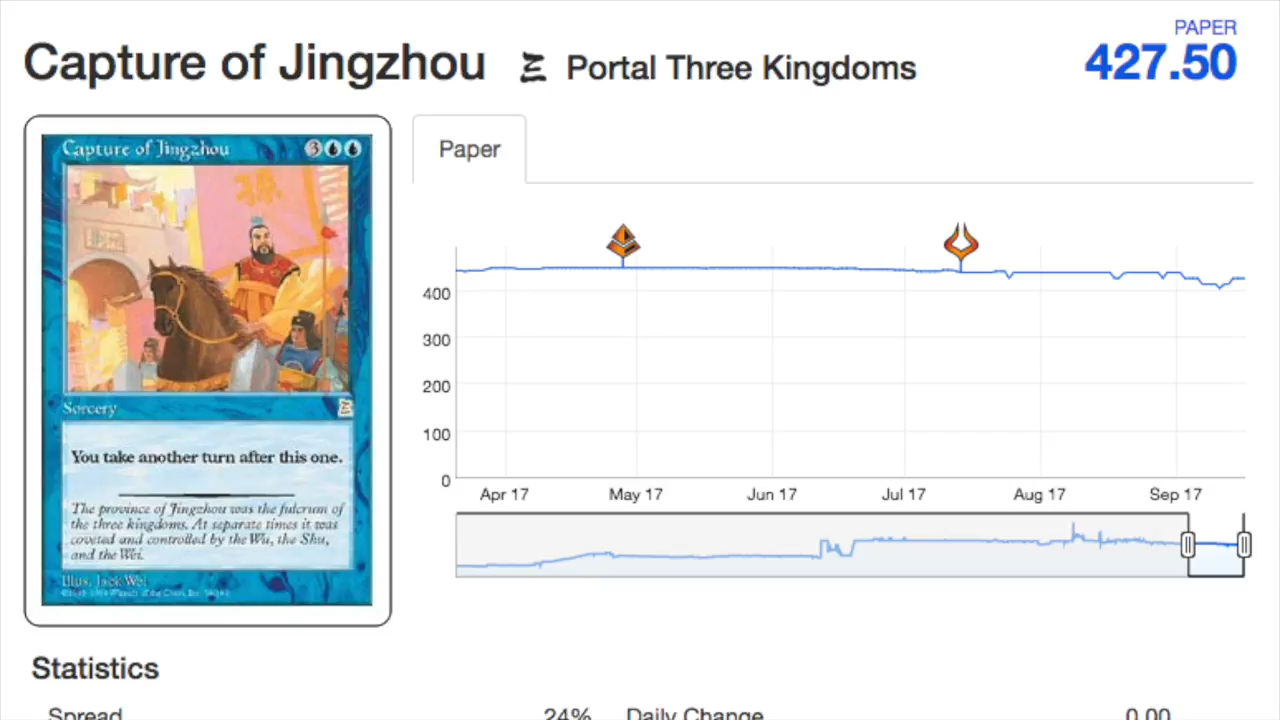 PAPER
Capture of Jingzhou Portal Three Kingdoms 427.50
Paper
Capture of Jingzhou 3
Sorcery
You take another turn after this one.
The province of Jingzhou was the fulcrum of
the three kingdoms. At separate times it was
coveted and controlled by the Wu, the Shu,
and the Wei.
Illus. Jack Wei
400
300
200
100
0
Apr 17 May 17 Jun 17 Jul 17 Aug 17 Sep 17
Statistics
Spread 24% Daily Change 0.00